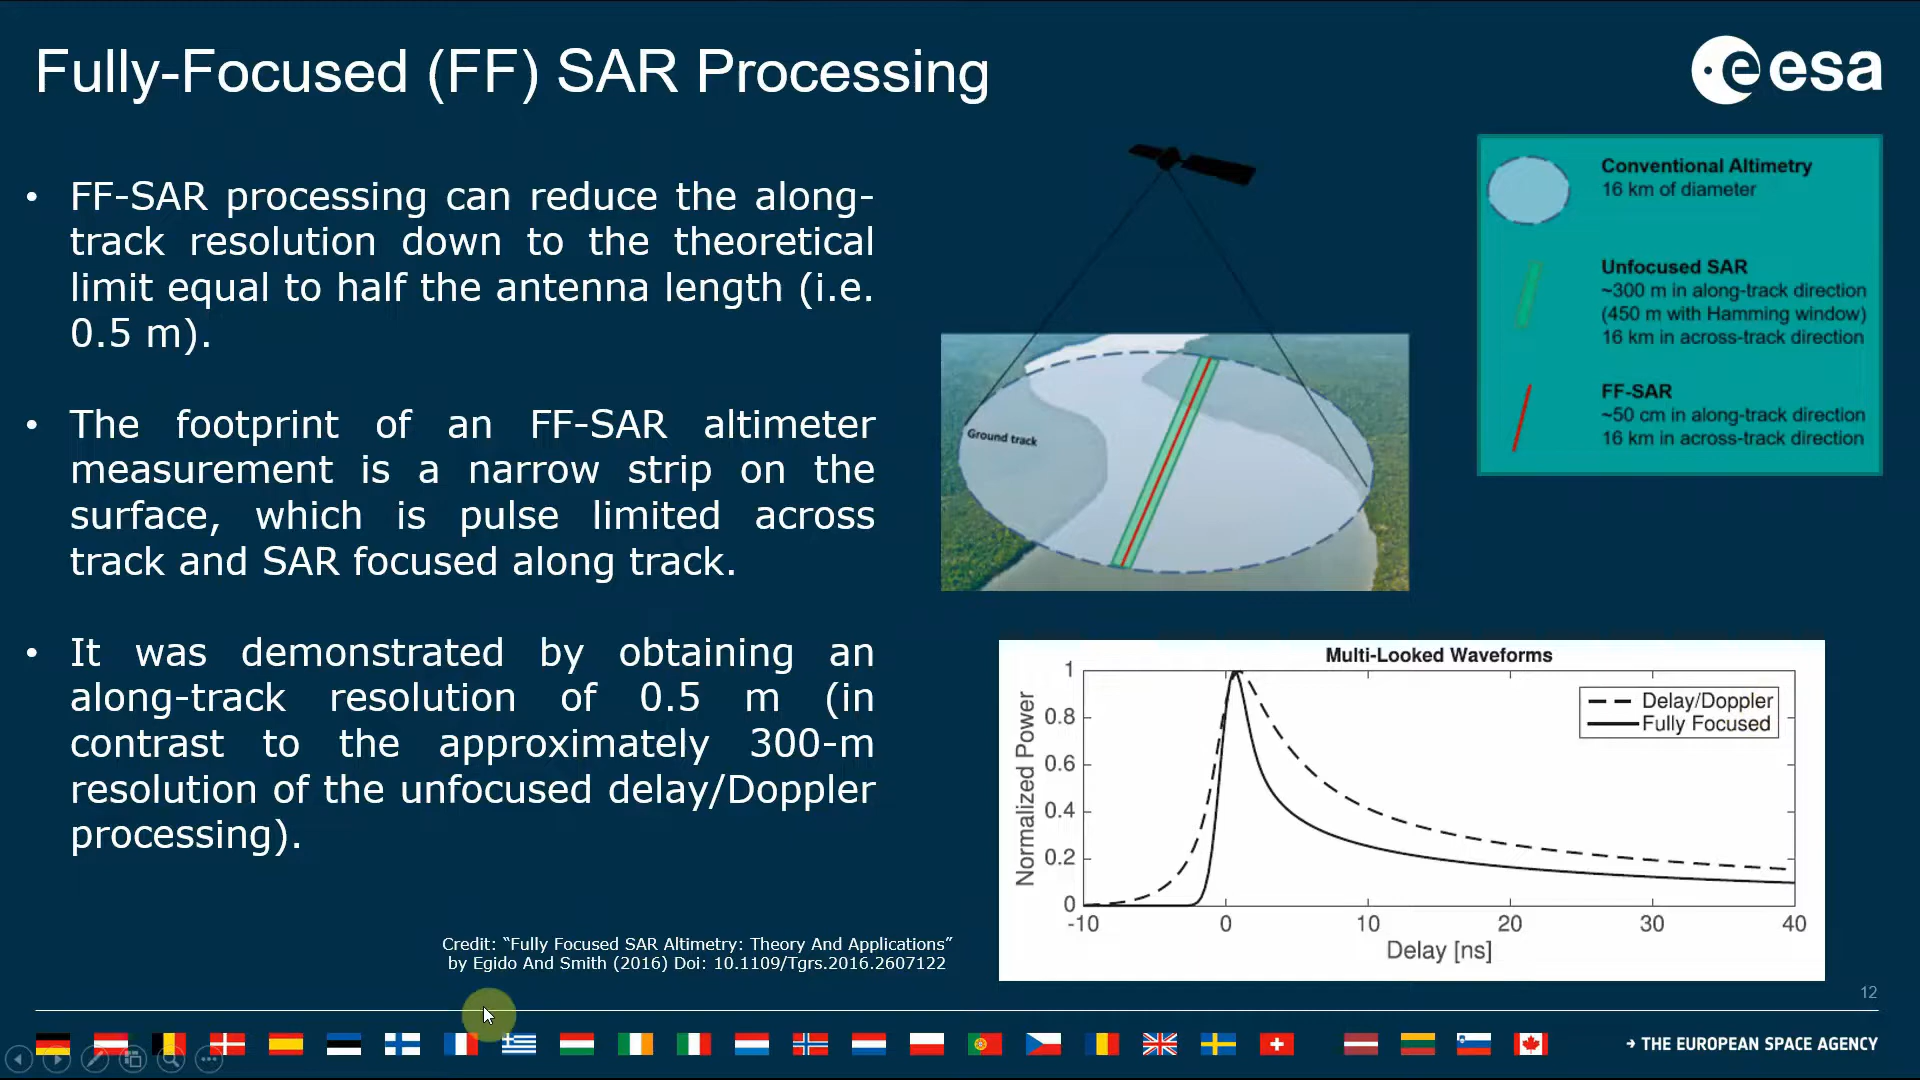 Fully-Focused (FF) SAR Processing
esa
• FF-SAR processing can reduce the along-
track resolution down to the theoretical
limit equal to half the antenna length (i.e.
0.5 m).
• The footprint of an FF-SAR altimeter
measurement is a narrow strip on the
surface, which is pulse limited across
track and SAR focused along track.
• It was demonstrated by obtaining an
along-track resolution of 0.5 m (in
contrast to the approximately 300-m
resolution of the unfocused delay/Doppler
processing).
Credit: “Fully Focused SAR Altimetry: Theory And Applications”
by Egido And Smith (2016) Doi: 10.1109/Tgrs.2016.2607122
Ground track
Conventional Altimetry
16 km of diameter
Unfocused SAR
~300 m in along-track direction
(450 m with Hamming window)
16 km in across-track direction
FF-SAR
~50 cm in along-track direction
16 km in across-track direction
Multi-Looked Waveforms
Normalized Power
1
0.8
0.6
0.4
0.2
0
Delay/Doppler
Fully Focused
-10 0 10 20 30 40
Delay [ns]
12
→ THE EUROPEAN SPACE AGENCY